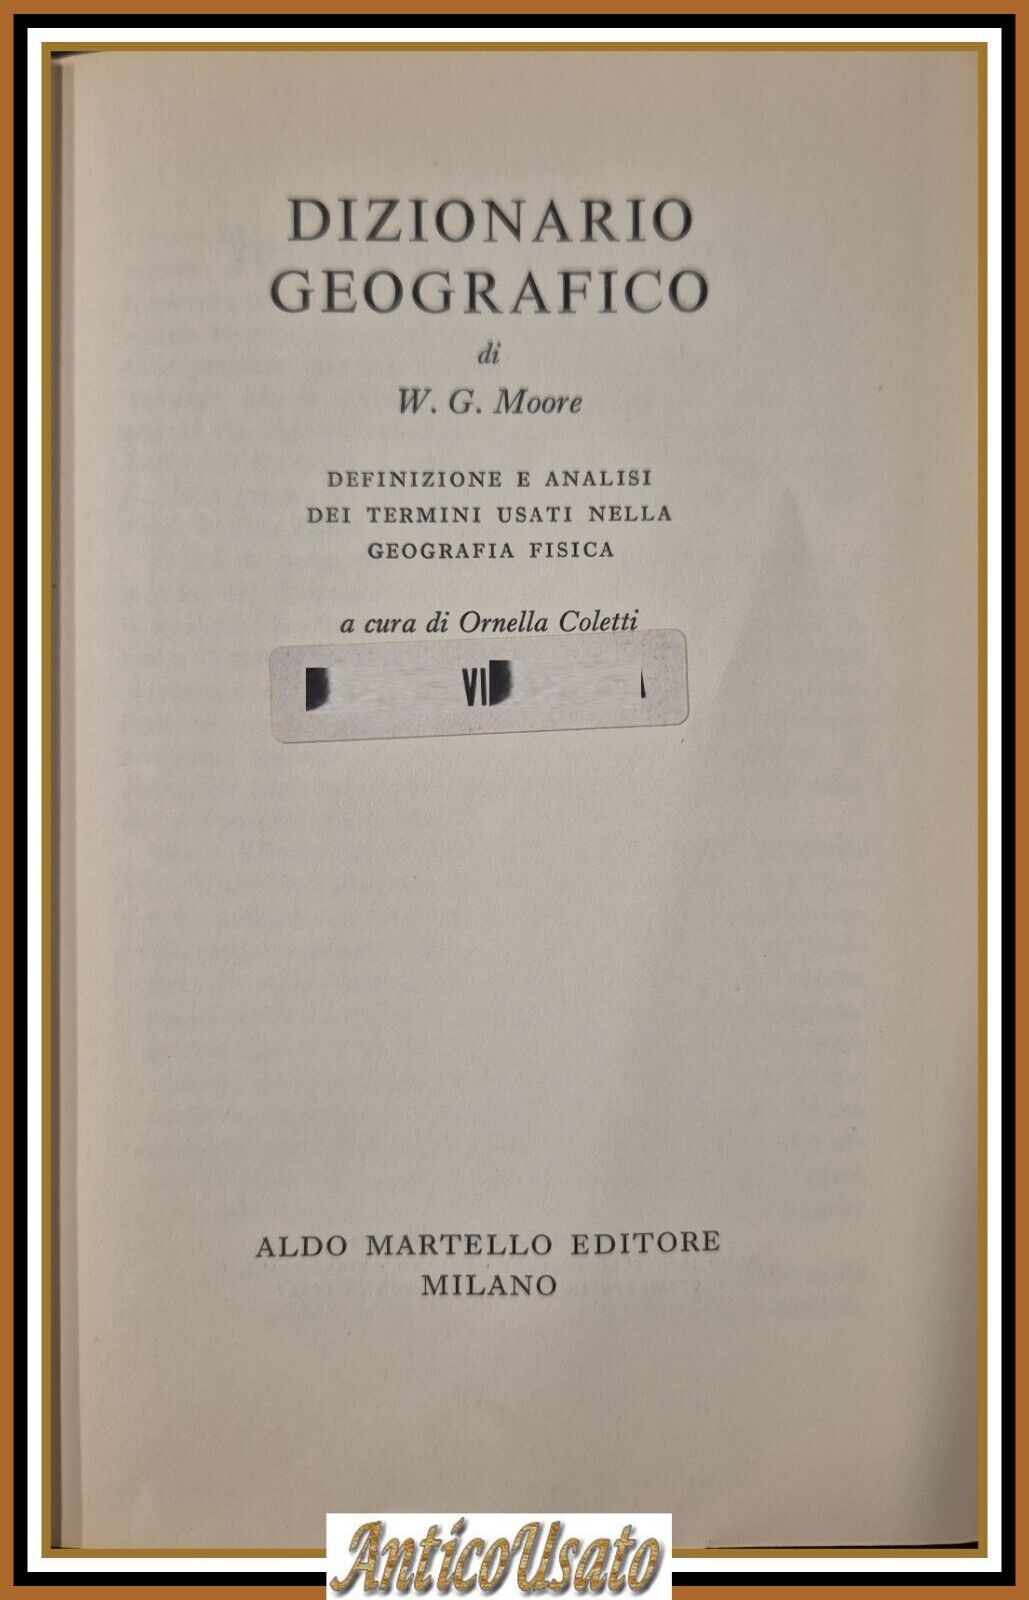 DIZIONARIO
GEOGRAFICO
di
W. G. Moore
DEFINIZIONE E ANALISI
DEI TERMINI USATI NELLA
GEOGRAFIA FISICA
a cura di Ornella Coletti
VI
ALDO MARTELLO EDITORE
MILANO
AnticoUsato